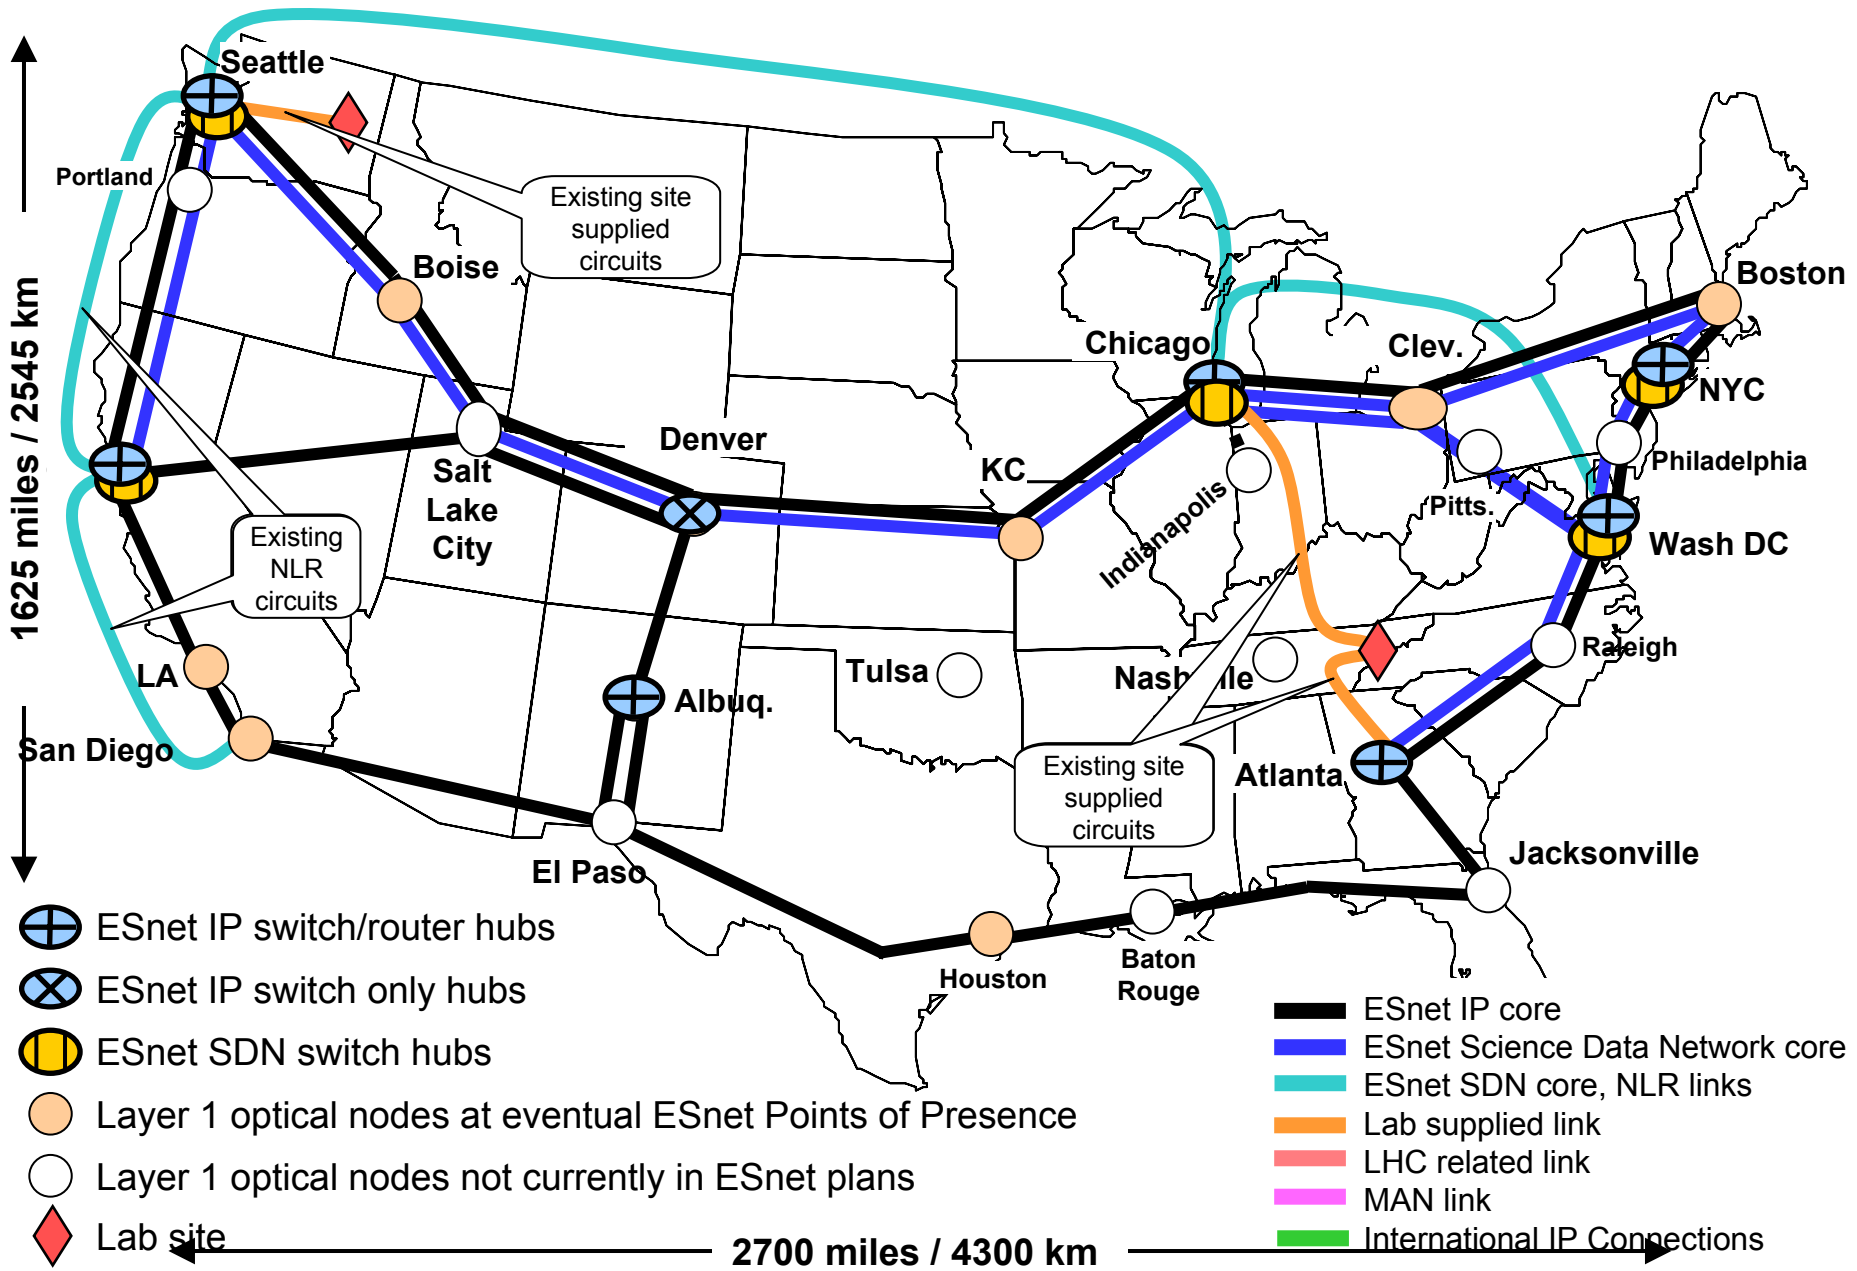 Seattle
Portland
Existing site
supplied
circuits
Boise
Boston
Chicago
Clev.
NYC
Denver
KC
Salt
Lake
City
Philadelphia
Pitts.
Indianapolis
Wash DC
Existing
NLR
circuits
1625 miles / 2545 km
LA
Tulsa
Nashville
Raleigh
Albuq.
San Diego
Existing site
supplied
circuits
Atlanta
El Paso
Jacksonville
Houston
Baton
Rouge
ESnet IP switch/router hubs
ESnet IP switch only hubs
ESnet SDN switch hubs
Layer 1 optical nodes at eventual ESnet Points of Presence
Layer 1 optical nodes not currently in ESnet plans
Lab site
ESnet IP core
ESnet Science Data Network core
ESnet SDN core, NLR links
Lab supplied link
LHC related link
MAN link
International IP Connections
2700 miles / 4300 km